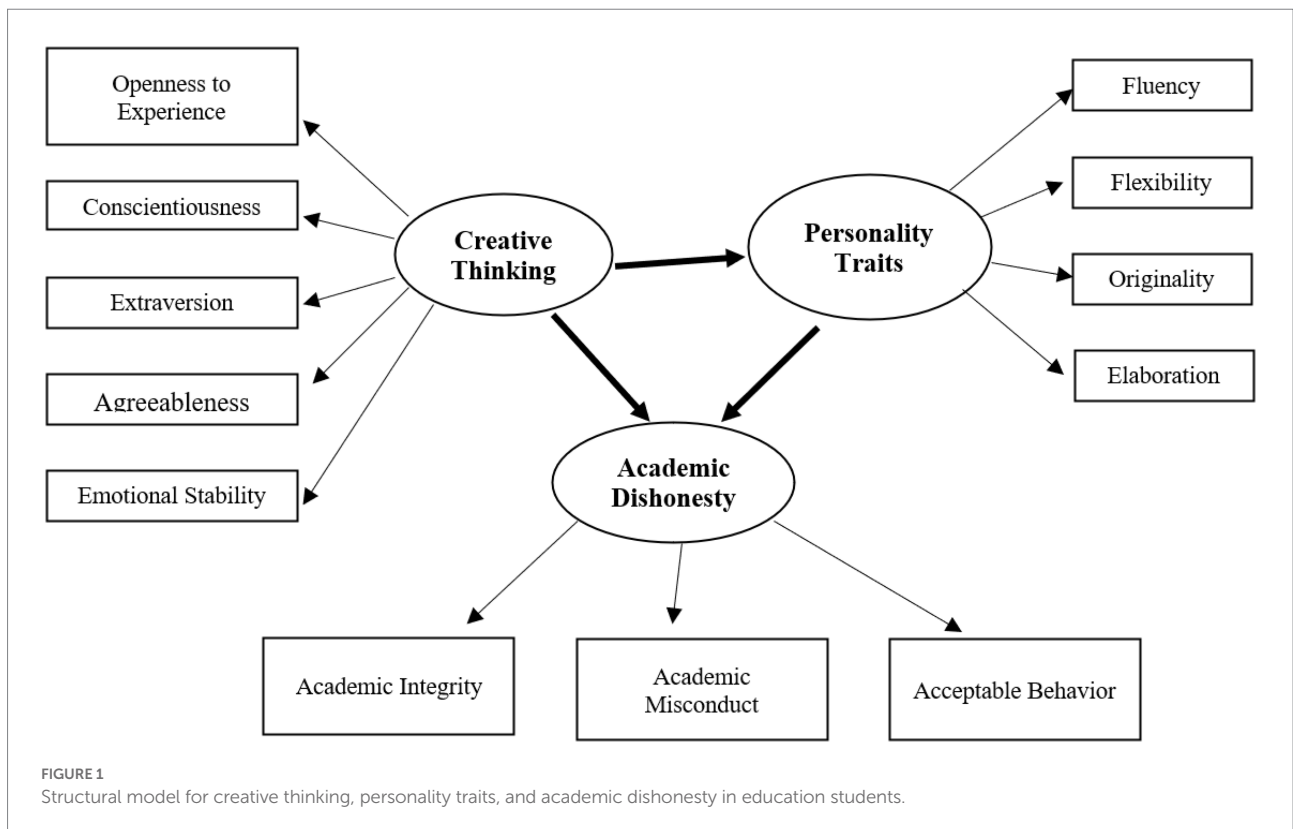 Openness to
Experience
Conscientiousness
Extraversion
Agreeableness
Emotional Stability
Creative
Thinking
Personality
Traits
Fluency
Flexibility
Originality
Elaboration
Academic
Dishonesty
Academic Integrity
Academic
Misconduct
Acceptable Behavior
FIGURE 1
Structural model for creative thinking, personality traits, and academic dishonesty in education students.